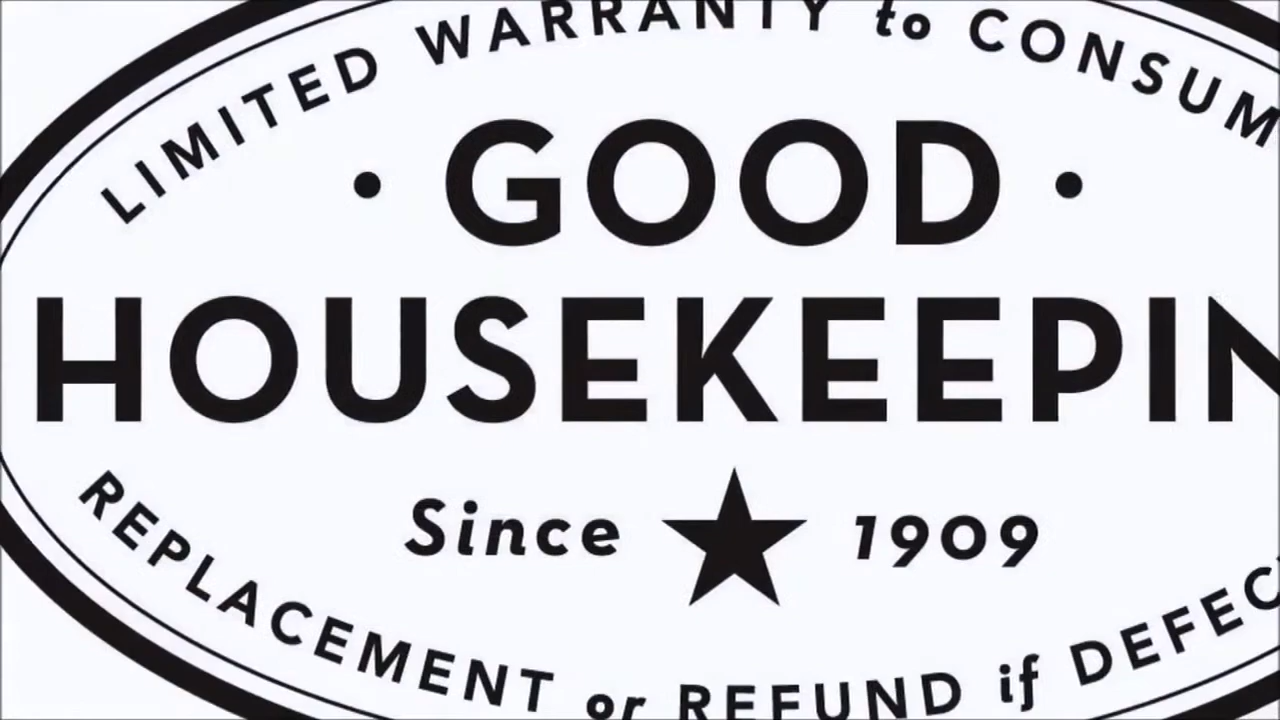 LIMITED WARRANTY to CONSUM
• GOOD •
HOUSEKEEPIN
Since ★ 1909
REPLACEMENT or REFUND if DEFEC